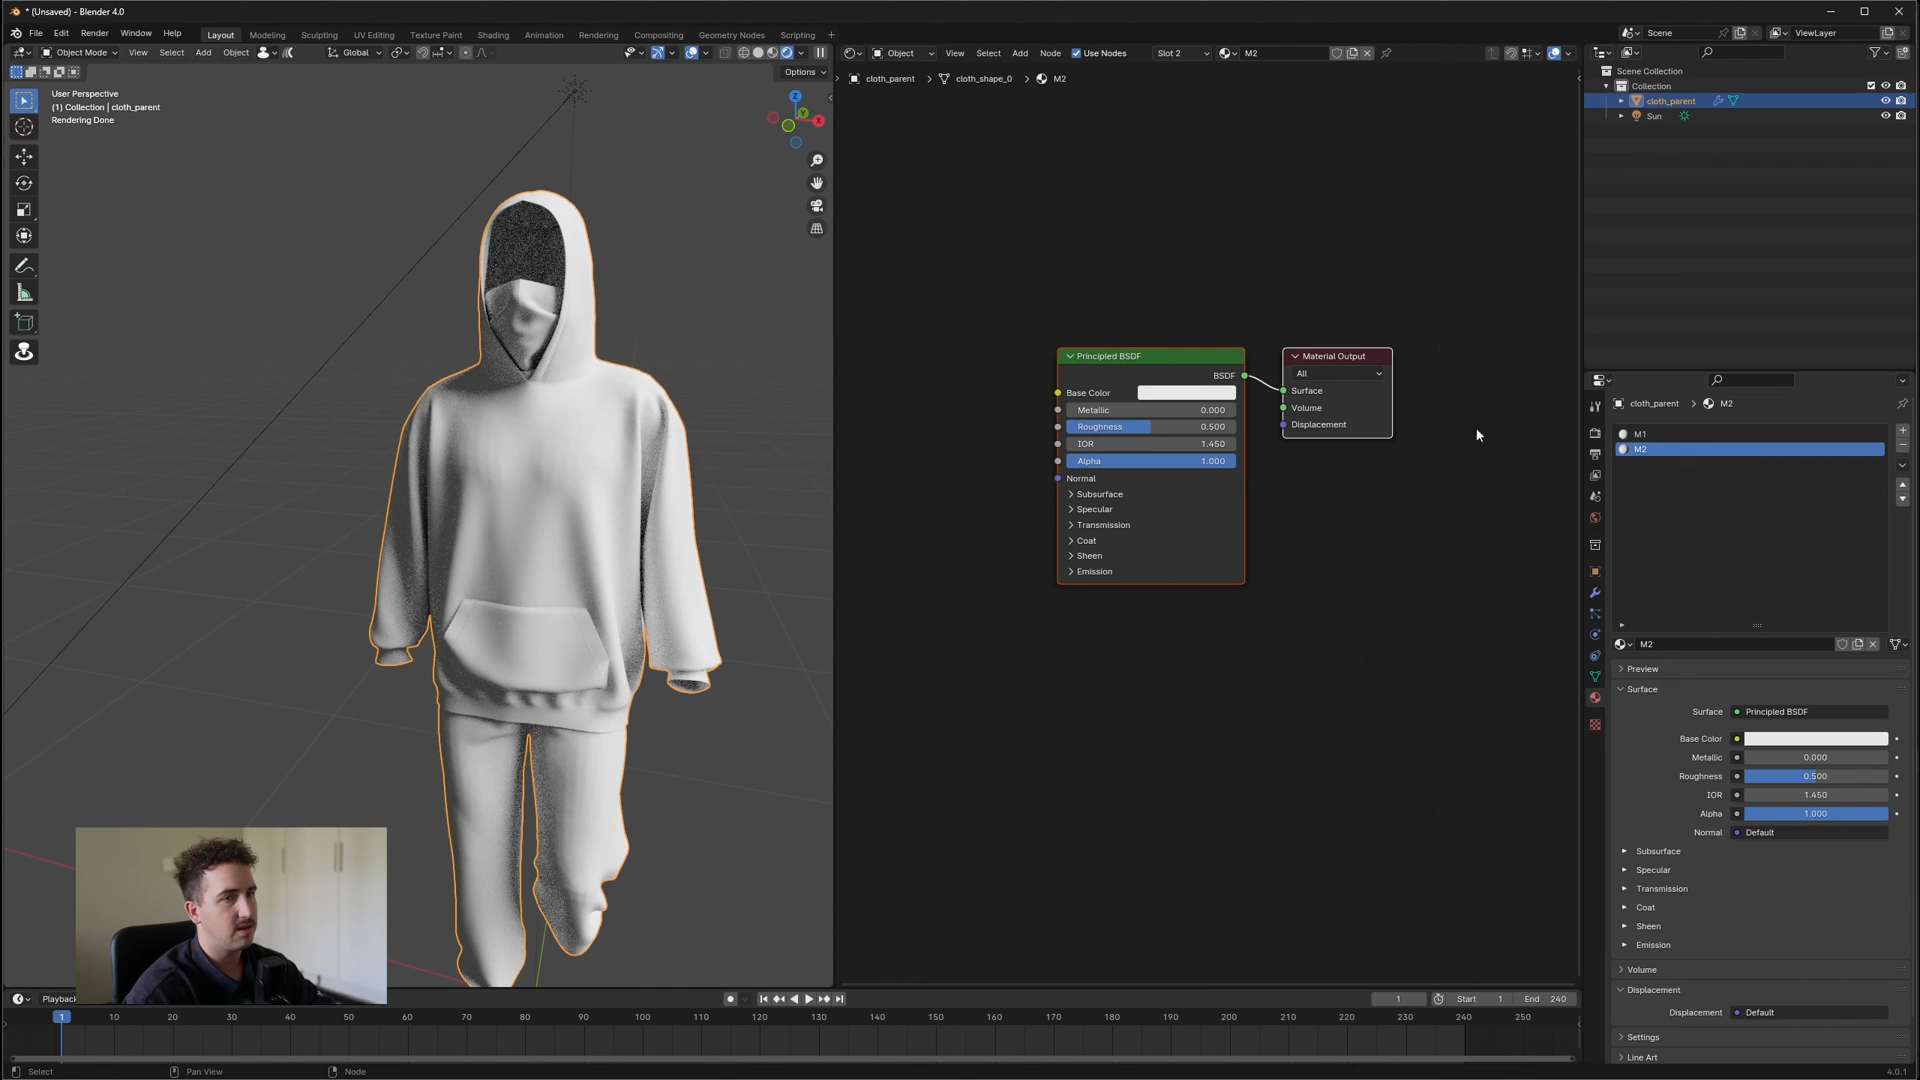 * (Unsaved) - Blender 4.0
File Edit Render Window Help Layout Modeling Sculpting UV Editing Texture Paint Shading Animation Rendering Compositing Geometry Nodes Scripting + Scene ViewLayer
Object Mode View Select Add Object Global Object View Select Add Node Use Nodes Slot 2 M2
Options
cloth_parent > cloth_shape_0 > M2
User Perspective
(1) Collection | cloth_parent
Rendering Done
Z
Y
X
Scene Collection
Collection
cloth_parent
Sun
Principled BSDF
BSDF
Base Color
Metallic 0.000
Roughness 0.500
IOR 1.450
Alpha 1.000
Normal
Subsurface
Specular
Transmission
Coat
Sheen
Emission
Material Output
All
Surface
Volume
Displacement
cloth_parent > M2
M1
M2
M2
Preview
Surface
Surface Principled BSDF
Base Color
Metallic 0.000
Roughness 0.500
IOR 1.450
Alpha 1.000
Normal Default
Subsurface
Specular
Transmission
Coat
Sheen
Emission
Volume
Displacement
Displacement Default
Settings
Line Art
Playback 1 Start 1 End 240
1 10 20 30 40 50 60 70 80 90 100 110 120 130 140 150 160 170 180 190 200 210 220 230 240 250
Select Pan View Node 4.0.1